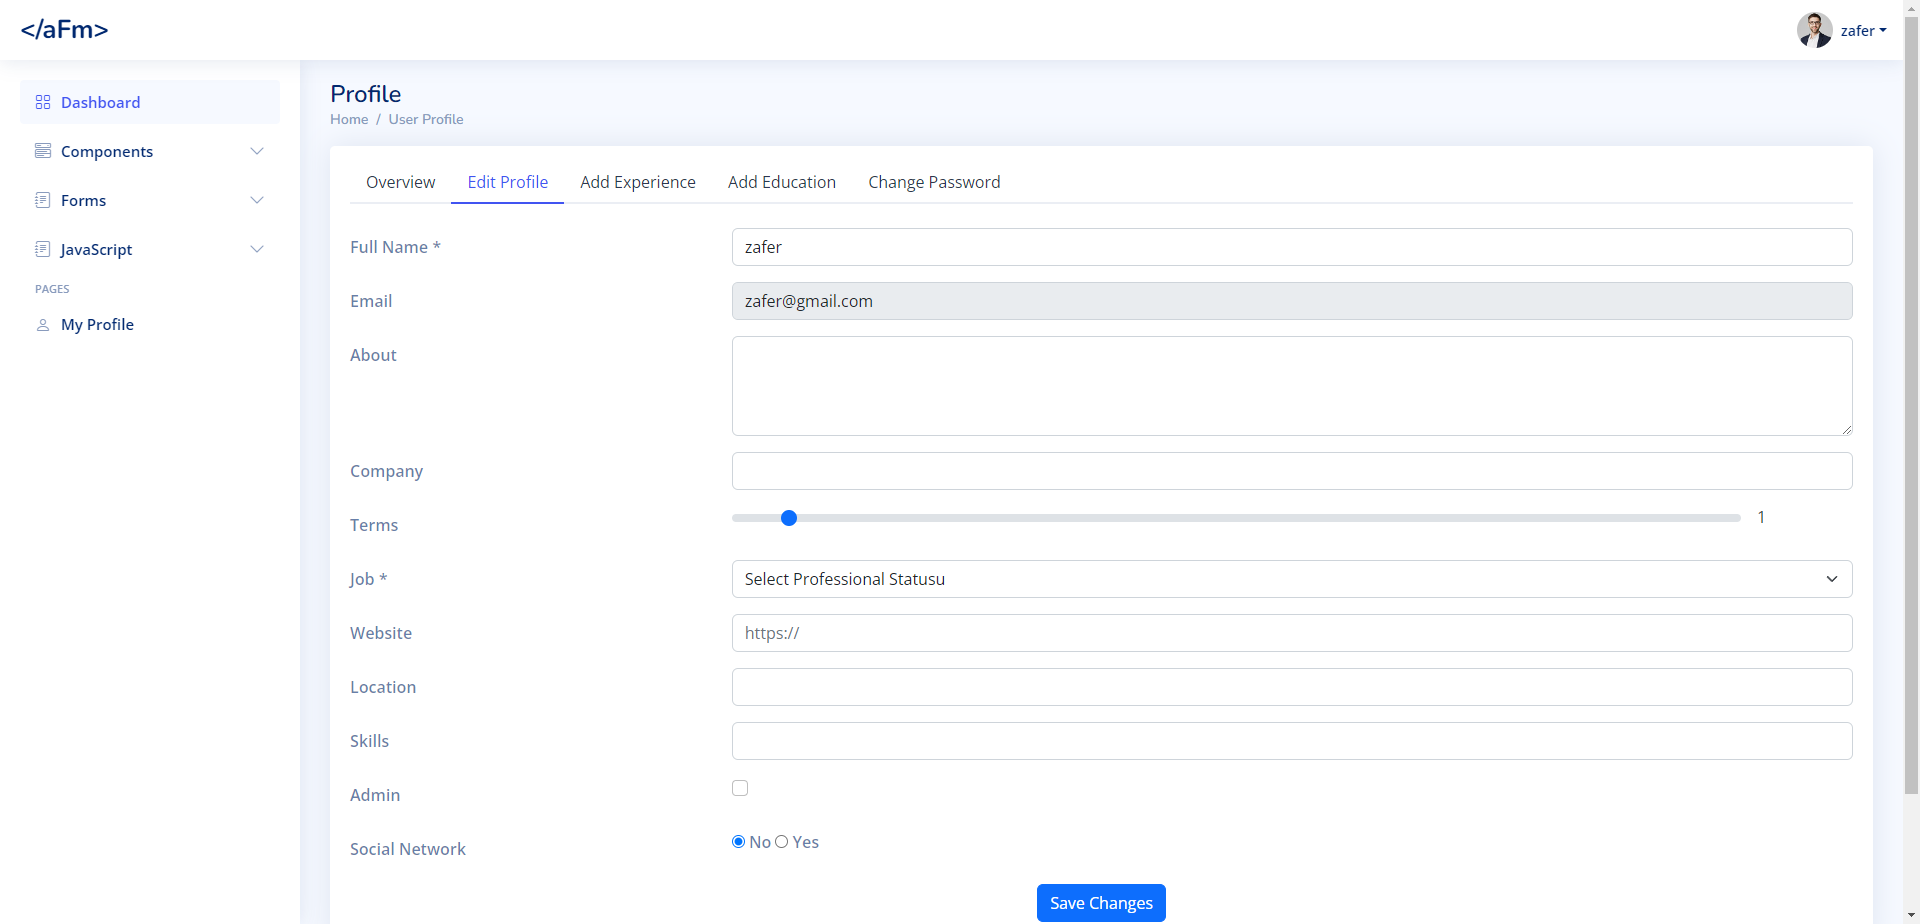 </aFm>
zafer
Dashboard
Components
Forms
JavaScript
PAGES
My Profile
Profile
Home / User Profile
Overview Edit Profile Add Experience Add Education Change Password
Full Name * zafer
Email zafer@gmail.com
About
Company
Terms 1
Job * Select Professional Statusu
Website https://
Location
Skills
Admin
Social Network No Yes
Save Changes